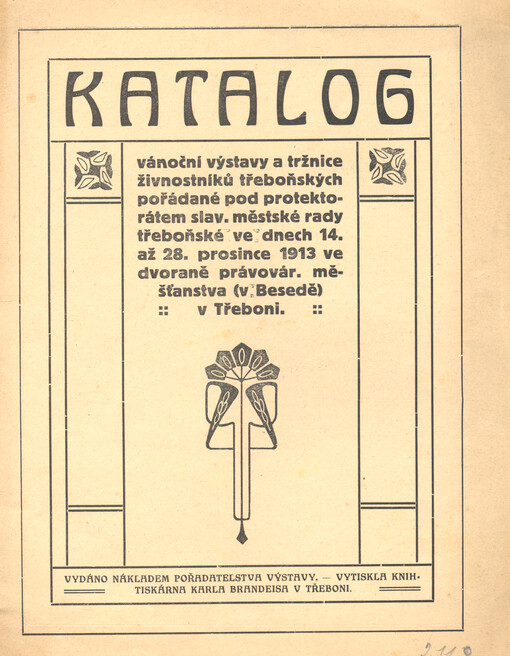 KATALOG
vánoční výstavy a tržnice
živnostníků třeboňských
pořádané pod protekto-
rátem slav. městské rady
třeboňské ve dnech 14.
až 28. prosince 1913 ve
dvoraně právovár. mě-
šťanstva (v Besedě)
:: v Třeboni. ::
VYDÁNO NÁKLADEM POŘADATELSTVA VÝSTAVY. — VYTISKLA KNIH-
TISKÁRNA KARLA BRANDEISA V TŘEBONI.